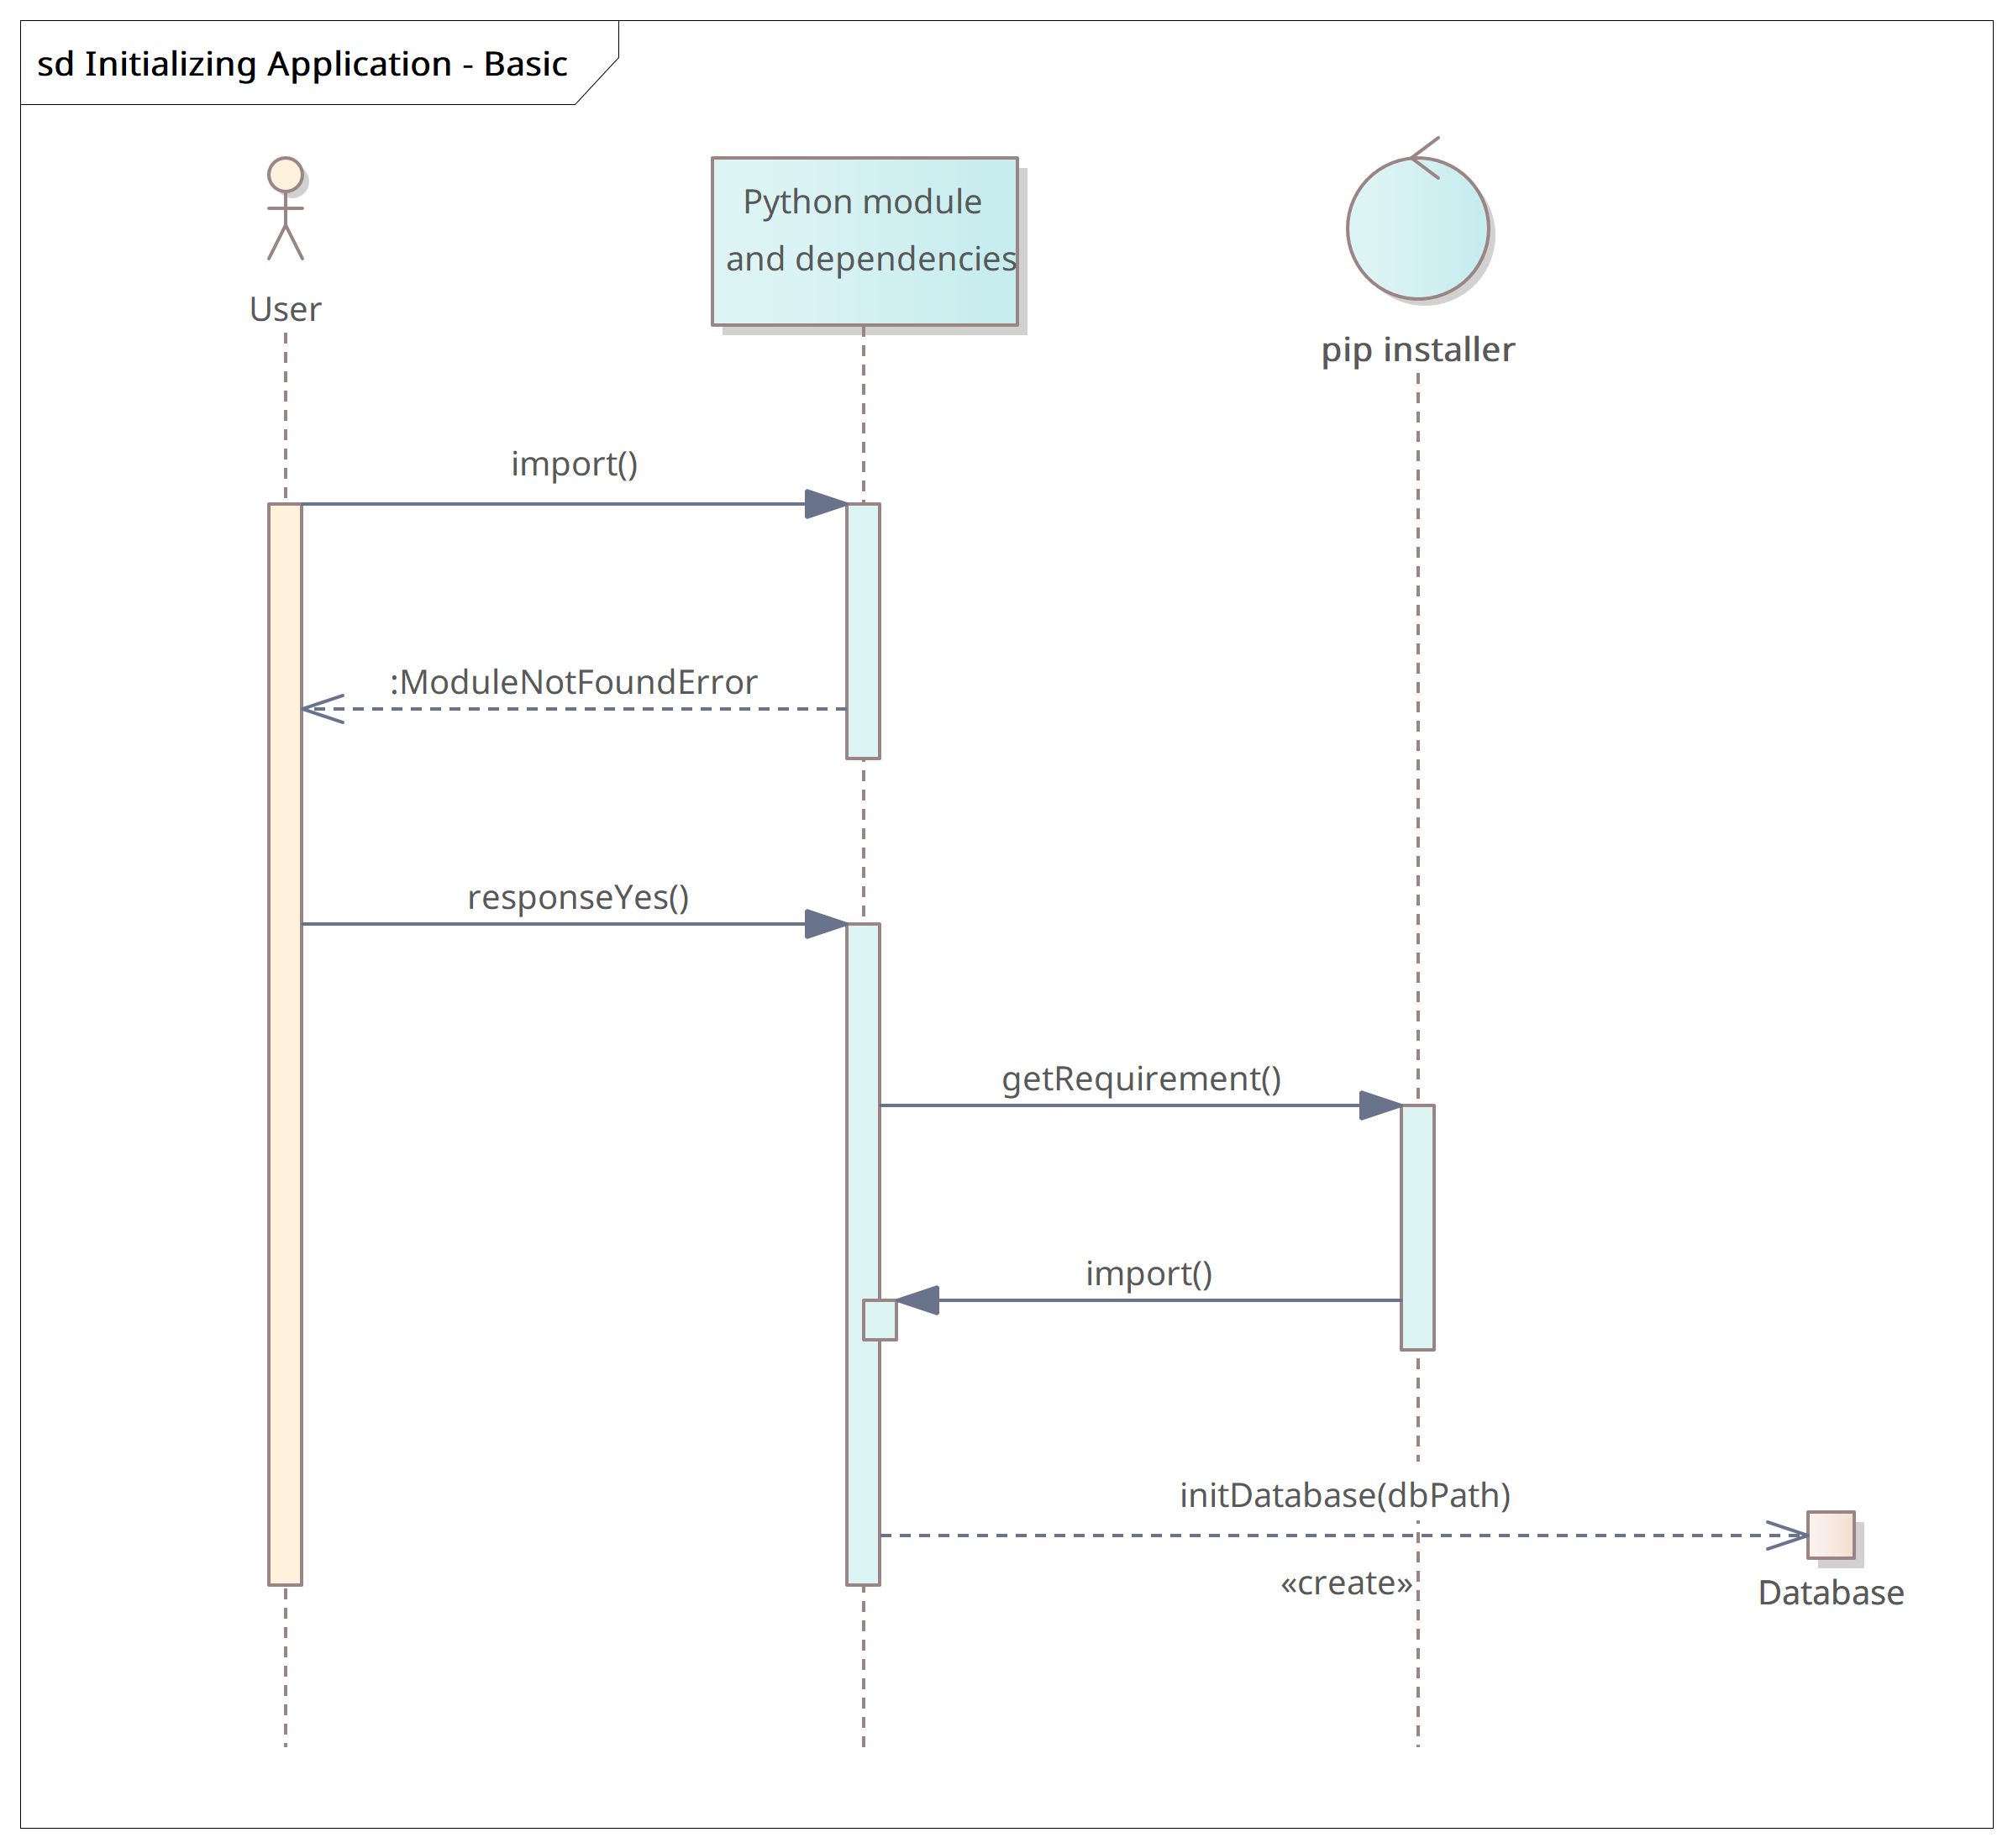 sd Initializing Application - Basic
User
Python module
and dependencies
pip installer
import()
:ModuleNotFoundError
responseYes()
getRequirement()
import()
initDatabase(dbPath)
«create»
Database